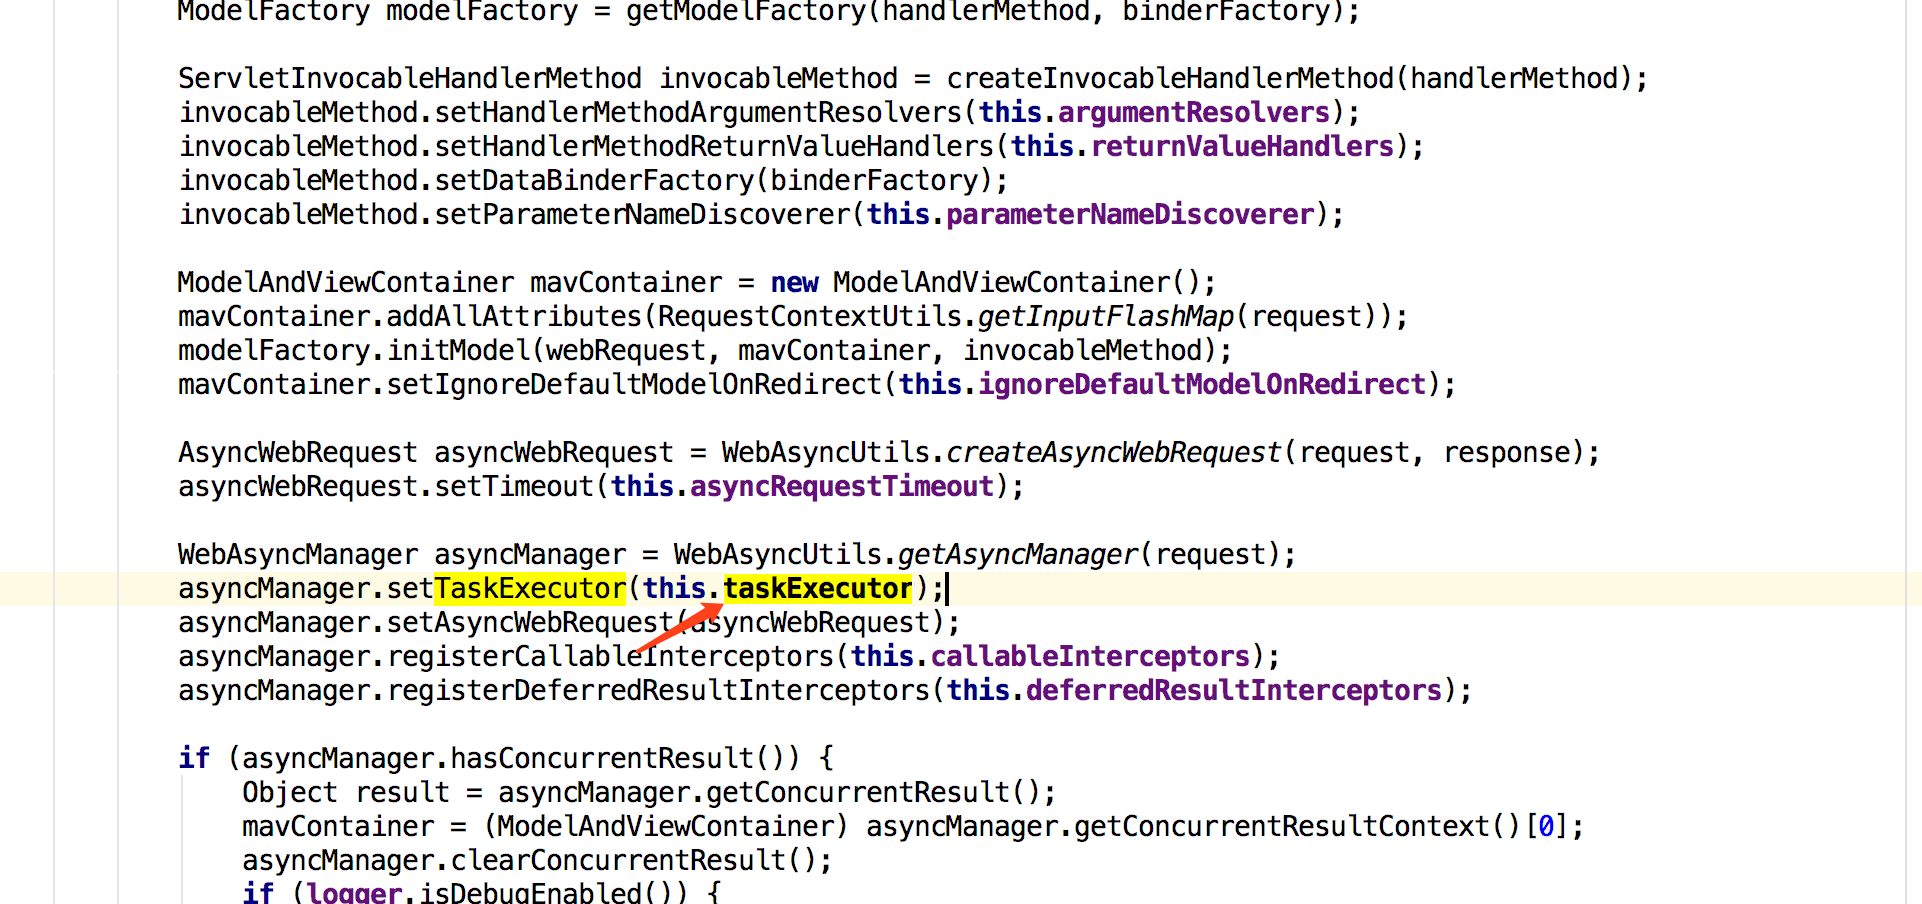 ModelFactory modelFactory = getModelFactory(handlerMethod, binderFactory);
ServletInvocableHandlerMethod invocableMethod = createInvocableHandlerMethod(handlerMethod);
invocableMethod.setHandlerMethodArgumentResolvers(this.argumentResolvers);
invocableMethod.setHandlerMethodReturnValueHandlers(this.returnValueHandlers);
invocableMethod.setDataBinderFactory(binderFactory);
invocableMethod.setParameterNameDiscoverer(this.parameterNameDiscoverer);
ModelAndViewContainer mavContainer = new ModelAndViewContainer();
mavContainer.addAllAttributes(RequestContextUtils.getInputFlashMap(request));
modelFactory.initModel(webRequest, mavContainer, invocableMethod);
mavContainer.setIgnoreDefaultModelOnRedirect(this.ignoreDefaultModelOnRedirect);
AsyncWebRequest asyncWebRequest = WebAsyncUtils.createAsyncWebRequest(request, response);
asyncWebRequest.setTimeout(this.asyncRequestTimeout);
WebAsyncManager asyncManager = WebAsyncUtils.getAsyncManager(request);
asyncManager.setTaskExecutor(this.taskExecutor);
asyncManager.setAsyncWebRequest(asyncWebRequest);
asyncManager.registerCallableInterceptors(this.callableInterceptors);
asyncManager.registerDeferredResultInterceptors(this.deferredResultInterceptors);
if (asyncManager.hasConcurrentResult()) {
Object result = asyncManager.getConcurrentResult();
mavContainer = (ModelAndViewContainer) asyncManager.getConcurrentResultContext()[0];
asyncManager.clearConcurrentResult();
if (logger.isDebugEnabled()) {